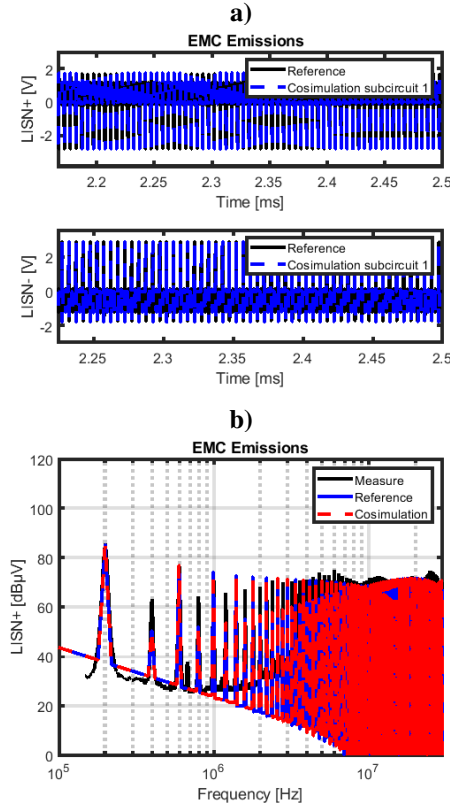 a)
EMC Emissions
LISN+ [V]
2
0
-2
Reference
Cosimulation subcircuit 1
2.2 2.25 2.3 2.35 2.4 2.45 2.5
Time [ms]
LISN- [V]
2
0
-2
Reference
Cosimulation subcircuit 1
2.25 2.3 2.35 2.4 2.45 2.5
Time [ms]
b)
EMC Emissions
LISN+ [dBμV]
120
100
80
60
40
20
0
Measure
Reference
Cosimulation
10⁵ 10⁶ 10⁷
Frequency [Hz]